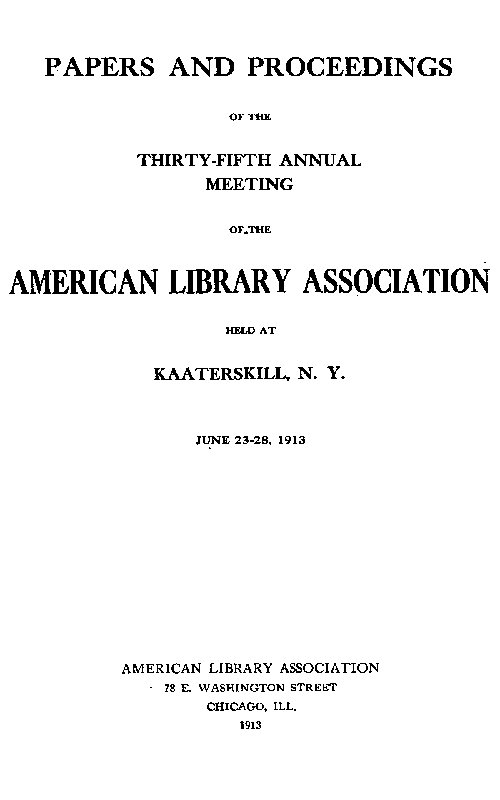 PAPERS AND PROCEEDINGS
OF THE
THIRTY-FIFTH ANNUAL
MEETING
OF THE
AMERICAN LIBRARY ASSOCIATION
HELD AT
KAATERSKILL, N. Y.
JUNE 23-28, 1913
AMERICAN LIBRARY ASSOCIATION
78 E. WASHINGTON STREET
CHICAGO, ILL.
1913